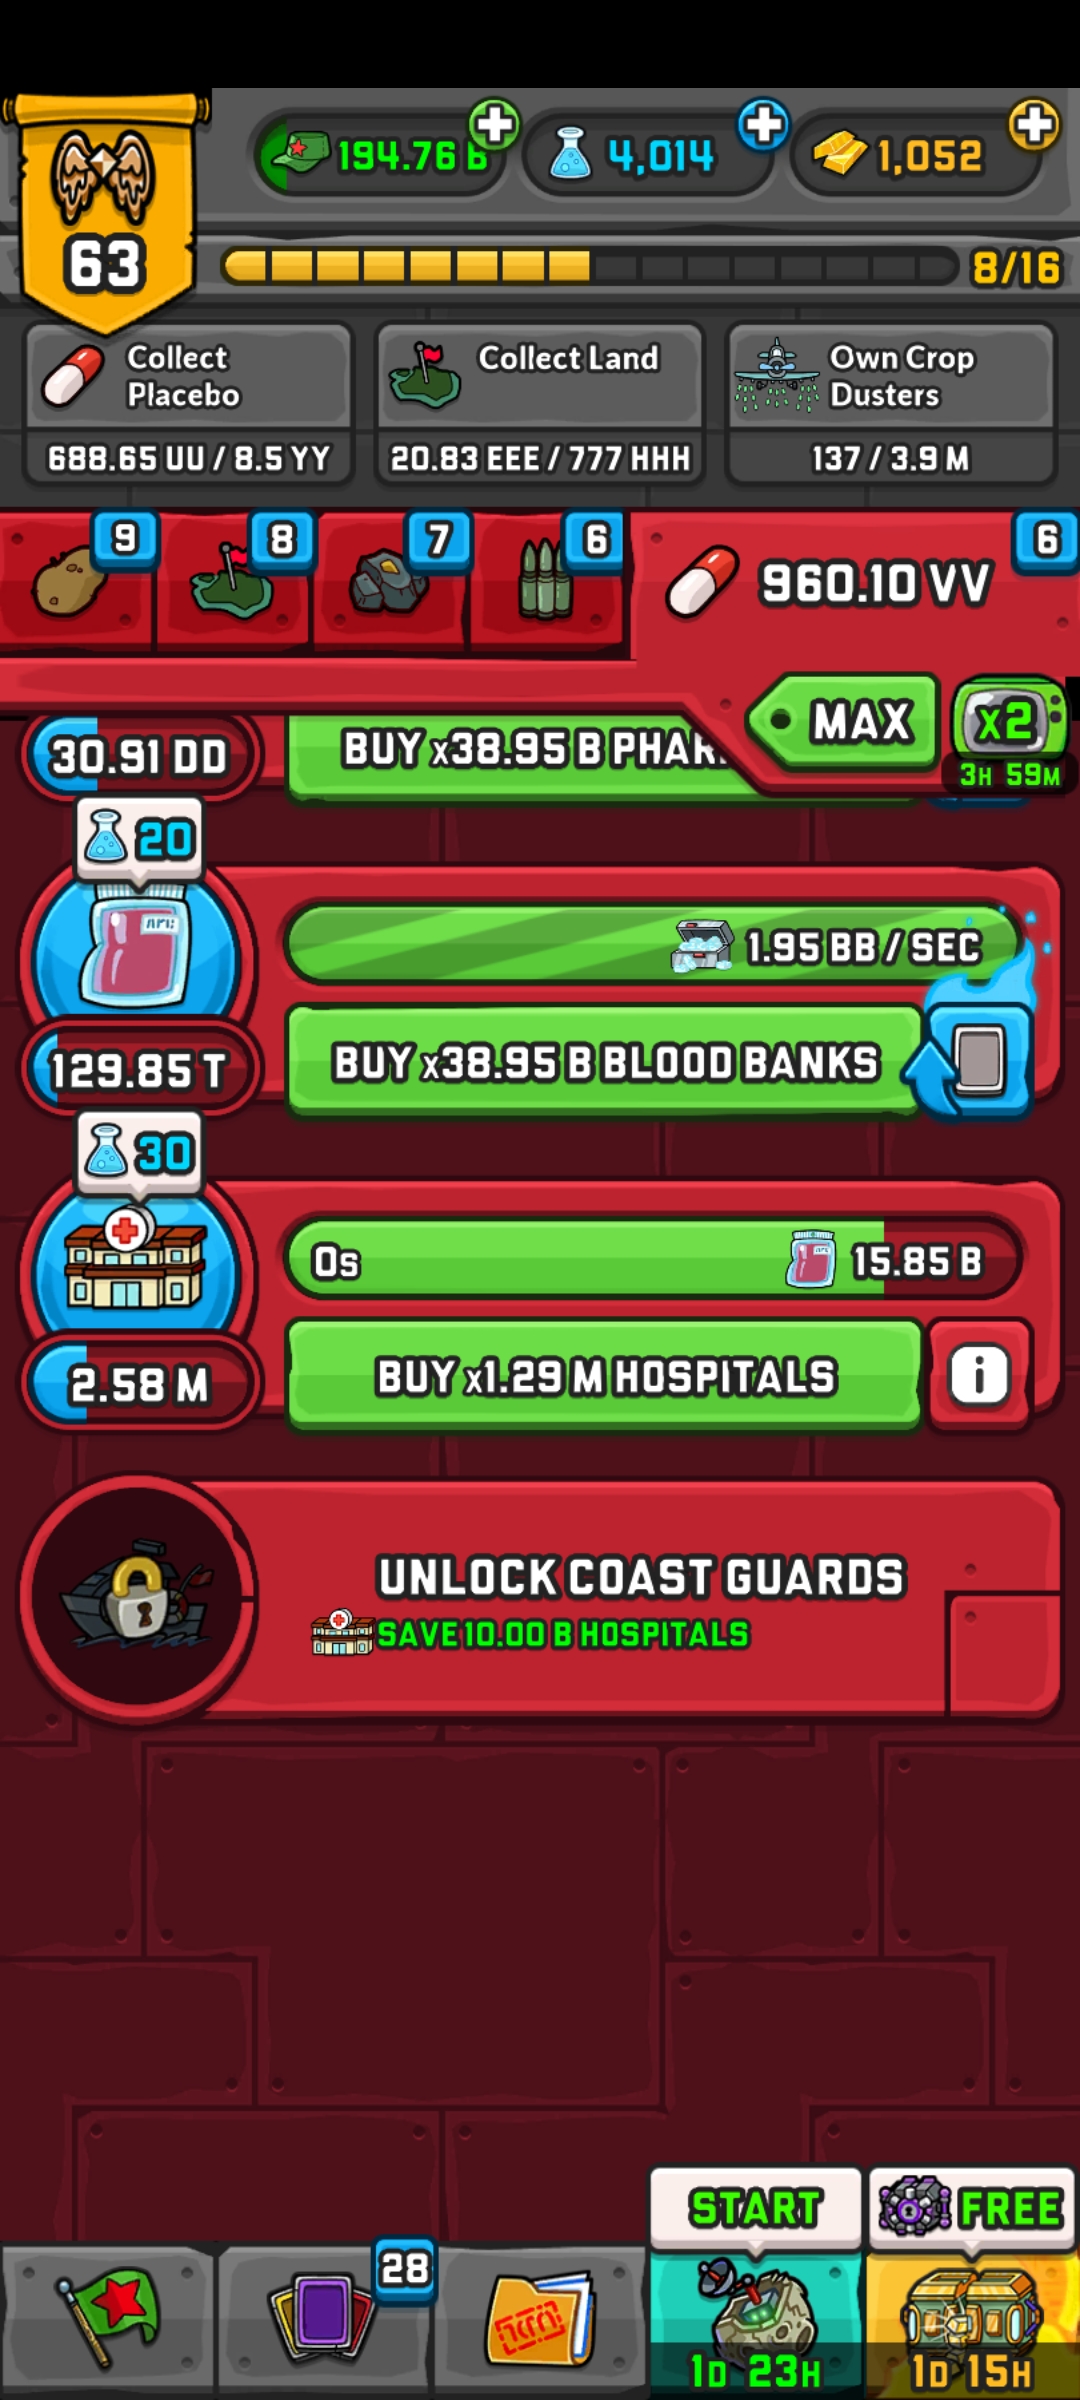 194.76 B
4,014
1,052
63
8/16
Collect
Placebo
688.65 UU / 8.5 YY
Collect Land
20.83 EEE / 777 HHH
Own Crop
Dusters
137 / 3.9 M
9
8
7
6
960.10 VV
6
MAX
x2
3H 59M
30.91 DD
BUY x38.95 B PHAR
20
1.95 BB / SEC
129.85 T
BUY x38.95 B BLOOD BANKS
30
0s
15.85 B
2.58 M
BUY x1.29 M HOSPITALS
i
UNLOCK COAST GUARDS
SAVE 10.00 B HOSPITALS
START
FREE
28
1D 23H
1D 15H